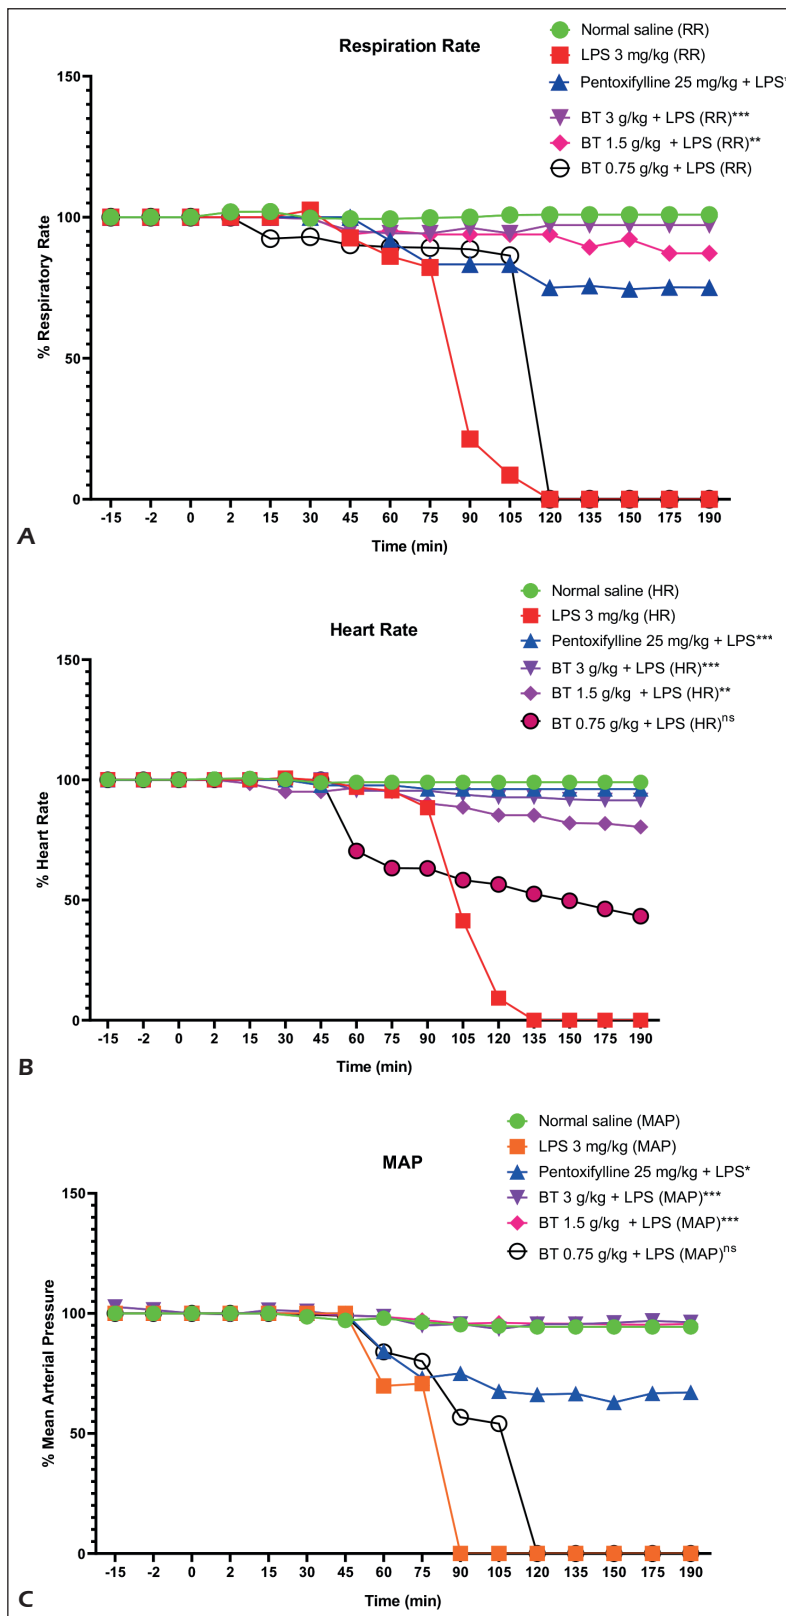 Respiration Rate
Normal saline (RR)
LPS 3 mg/kg (RR)
Pentoxifylline 25 mg/kg + LPS*
BT 3 g/kg + LPS (RR)***
BT 1.5 g/kg + LPS (RR)**
BT 0.75 g/kg + LPS (RR)
% Respiratory Rate
150
100
50
0
-15 -2 0 2 15 30 45 60 75 90 105 120 135 150 175 190
Time (min)
A
Heart Rate
Normal saline (HR)
LPS 3 mg/kg (HR)
Pentoxifylline 25 mg/kg + LPS***
BT 3 g/kg + LPS (HR)***
BT 1.5 g/kg + LPS (HR)**
BT 0.75 g/kg + LPS (HR)ns
% Heart Rate
150
100
50
0
-15 -2 0 2 15 30 45 60 75 90 105 120 135 150 175 190
Time (min)
B
MAP
Normal saline (MAP)
LPS 3 mg/kg (MAP)
Pentoxifylline 25 mg/kg + LPS*
BT 3 g/kg + LPS (MAP)***
BT 1.5 g/kg + LPS (MAP)***
BT 0.75 g/kg + LPS (MAP)ns
% Mean Arterial Pressure
150
100
50
0
-15 -2 0 2 15 30 45 60 75 90 105 120 135 150 175 190
Time (min)
C